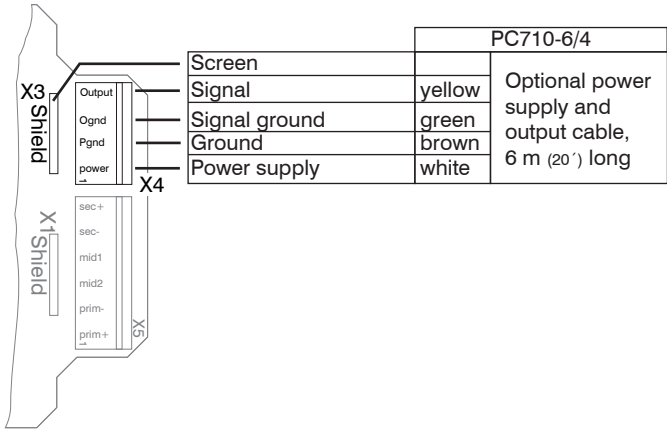 PC710-6/4
Screen
Signal yellow
Signal ground green
Ground brown
Power supply white
Optional power
supply and
output cable,
6 m (20´) long
X3
Shield
Output
Ognd
Pgnd
power
1
X4
X1
Shield
sec+
sec-
mid1
mid2
prim-
prim+
1
X5